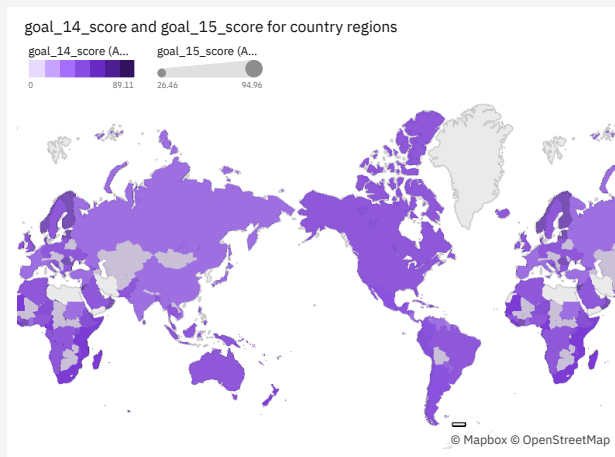 goal_14_score and goal_15_score for country regions
goal_14_score (A... goal_15_score (A...
0 89.11 26.46 94.96
© Mapbox © OpenStreetMap